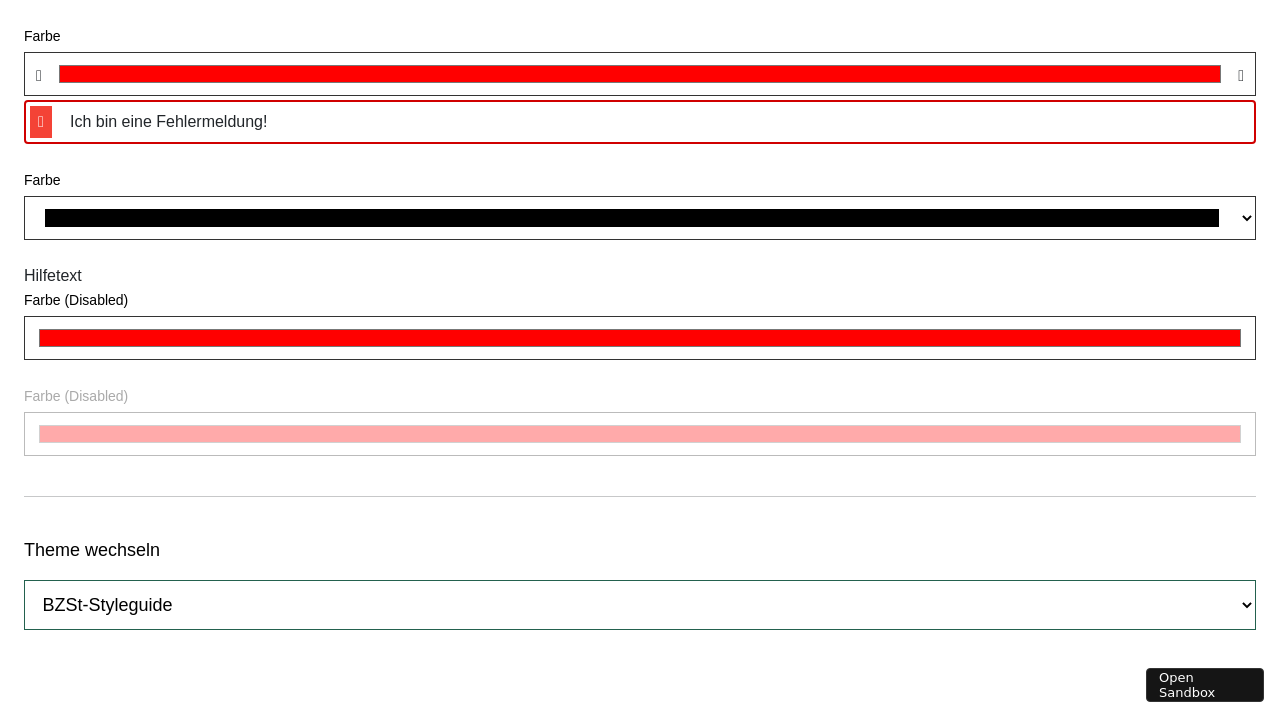 Farbe
Ich bin eine Fehlermeldung!
Farbe
Hilfetext
Farbe (Disabled)
Farbe (Disabled)
Theme wechseln
BZSt-Styleguide
Open
Sandbox